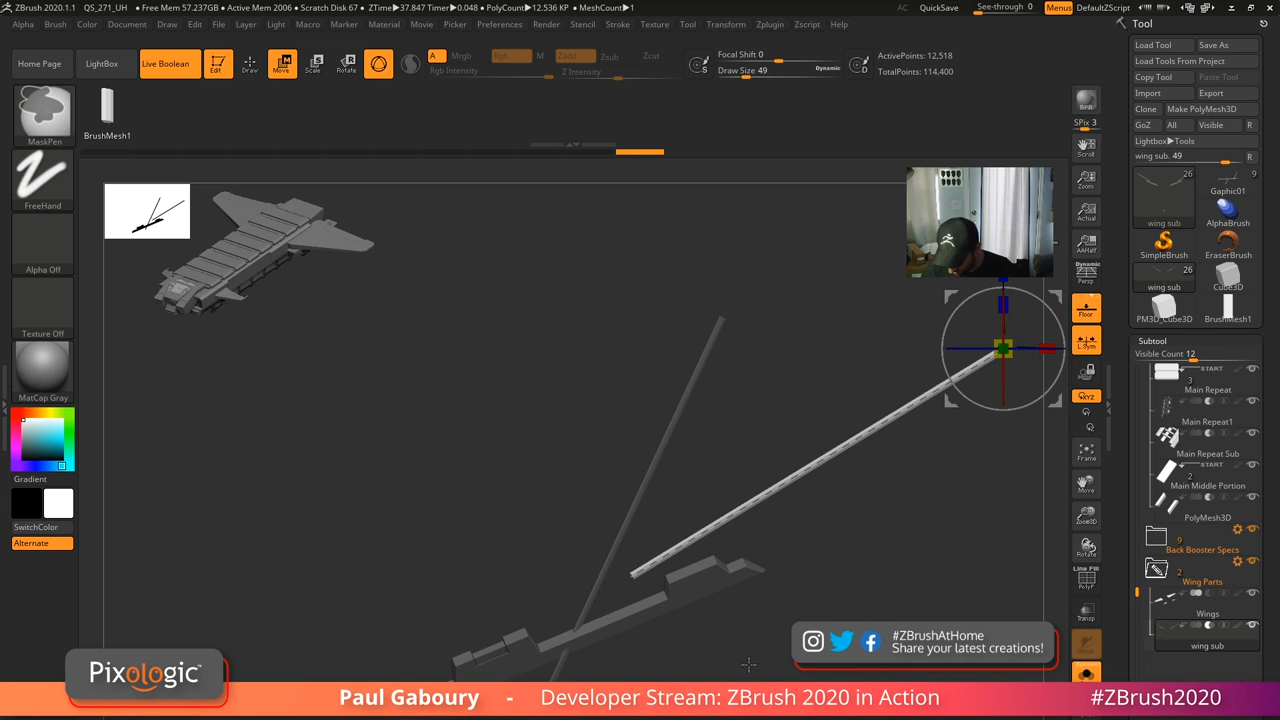 ZBrush 2020.1.1 QS_271_UH • Free Mem 57.237GB • Active Mem 2006 • Scratch Disk 67 • ZTime▶37.847 Timer▶0.048 • PolyCount▶12.536 KP • MeshCount▶1 AC QuickSave See-through 0 Menus DefaultZScript
Alpha Brush Color Document Draw Edit File Layer Light Macro Marker Material Movie Picker Preferences Render Stencil Stroke Texture Tool Transform Zplugin Zscript Help
Home Page LightBox Live Boolean Edit Draw Move Scale Rotate
A Mrgb Rgb M Zadd Zsub Zcut
Rgb Intensity Z Intensity
Focal Shift 0
Draw Size 49 Dynamic
S D
ActivePoints: 12,518
TotalPoints: 114,400
MaskPen
BrushMesh1
FreeHand
Alpha Off
Texture Off
MatCap Gray
Gradient
SwitchColor
Alternate
BPR
SPix 3
Scroll
Zoom
Actual
AAHalf
Dynamic
Persp
Floor
L.Sym
XYZ
Frame
Move
Zoom3D
Rotate
Line Fill
PolyF
Transp
Tool
Load Tool Save As
Load Tools From Project
Copy Tool Paste Tool
Import Export
Clone Make PolyMesh3D
GoZ All Visible R
Lightbox▶Tools
wing sub. 49 R
26 9
Gaphic01
wing sub AlphaBrush
SimpleBrush EraserBrush
26
wing sub Cube3D
PM3D_Cube3D BrushMesh1
Subtool
Visible Count 12
START
3
Main Repeat
Main Repeat1
Main Repeat Sub
START
2
Main Middle Portion
PolyMesh3D
9
Back Booster Specs
2
Wing Parts
Wings
wing sub
#ZBrushAtHome
Share your latest creations!
Pixologic™
Paul Gaboury - Developer Stream: ZBrush 2020 in Action #ZBrush2020